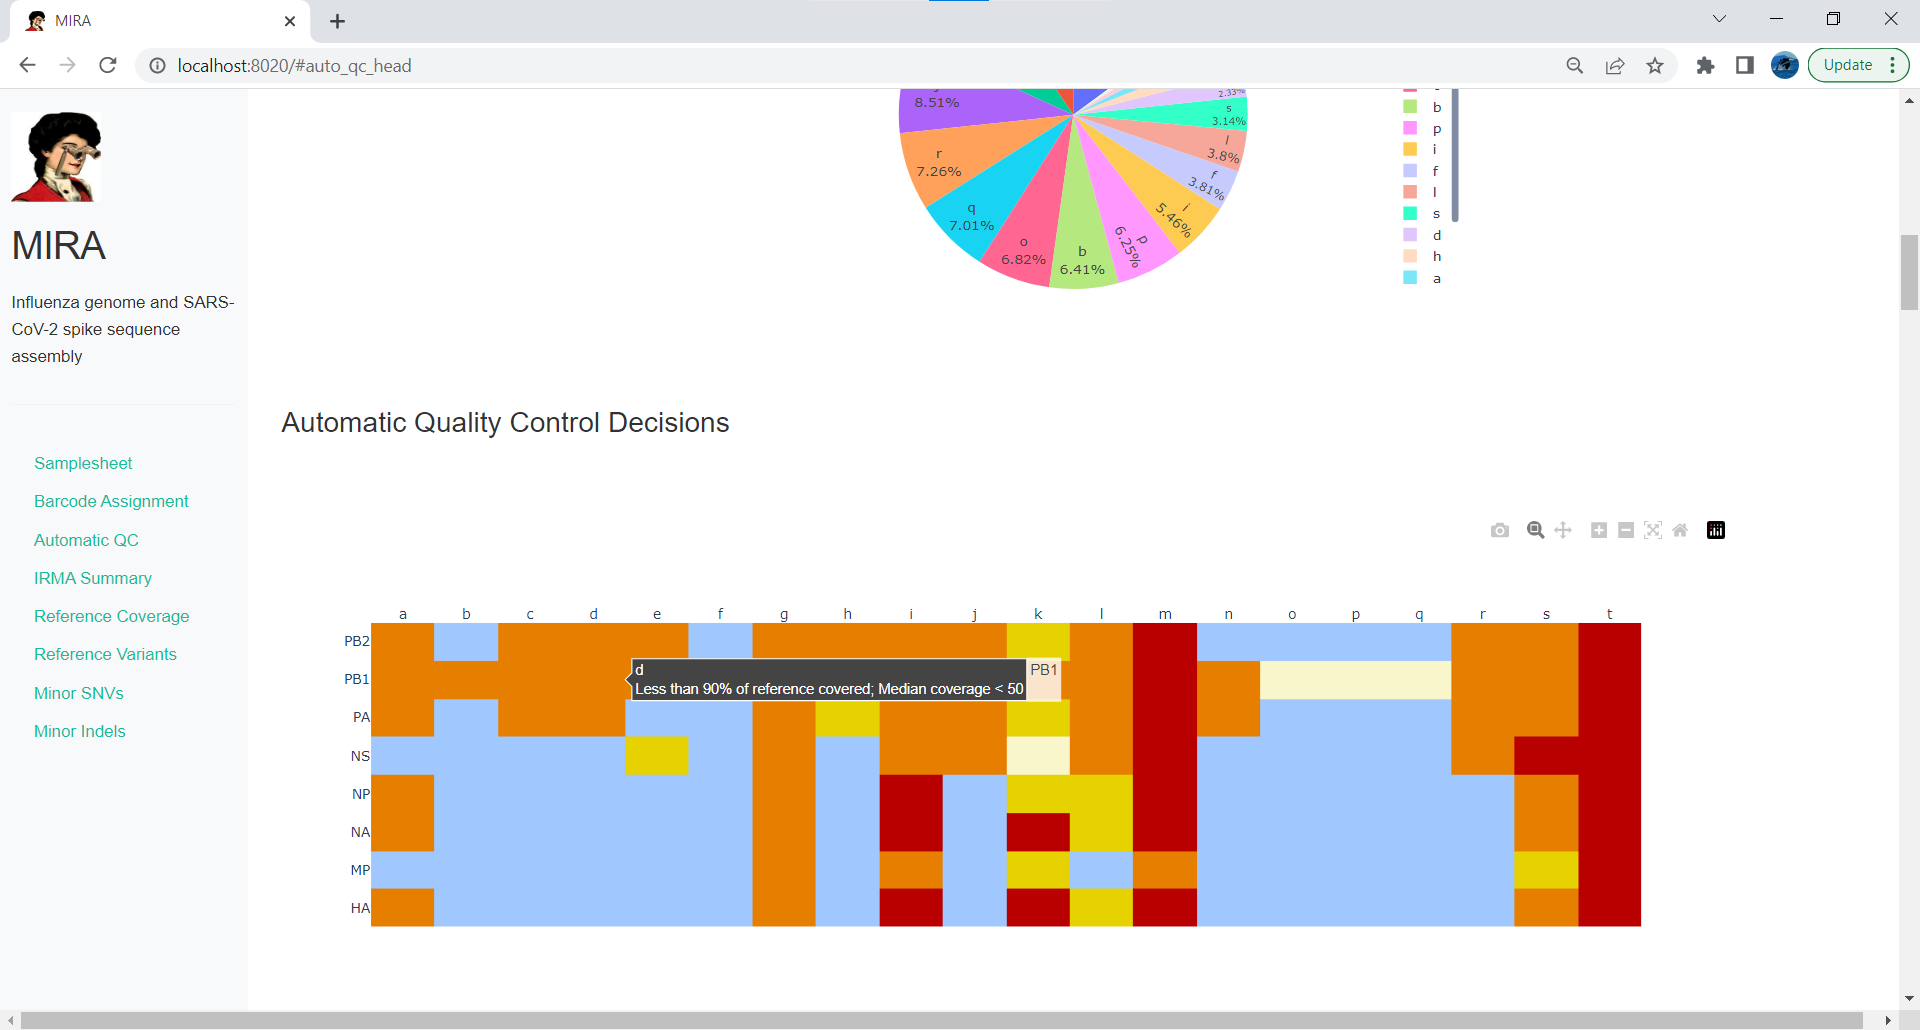 MIRA
localhost:8020/#auto_qc_head
Update
MIRA
Influenza genome and SARS-
CoV-2 spike sequence
assembly
Samplesheet
Barcode Assignment
Automatic QC
IRMA Summary
Reference Coverage
Reference Variants
Minor SNVs
Minor Indels
8.51%
r
7.26%
q
7.01%
o
6.82%
b
6.41%
p
6.25%
i
5.46%
f
3.81%
l
3.8%
s
3.14%
2.33%
b
p
i
f
l
s
d
h
a
Automatic Quality Control Decisions
a b c d e f g h i j k l m n o p q r s t
PB2
PB1
PA
NS
NP
NA
MP
HA
d
Less than 90% of reference covered; Median coverage < 50
PB1